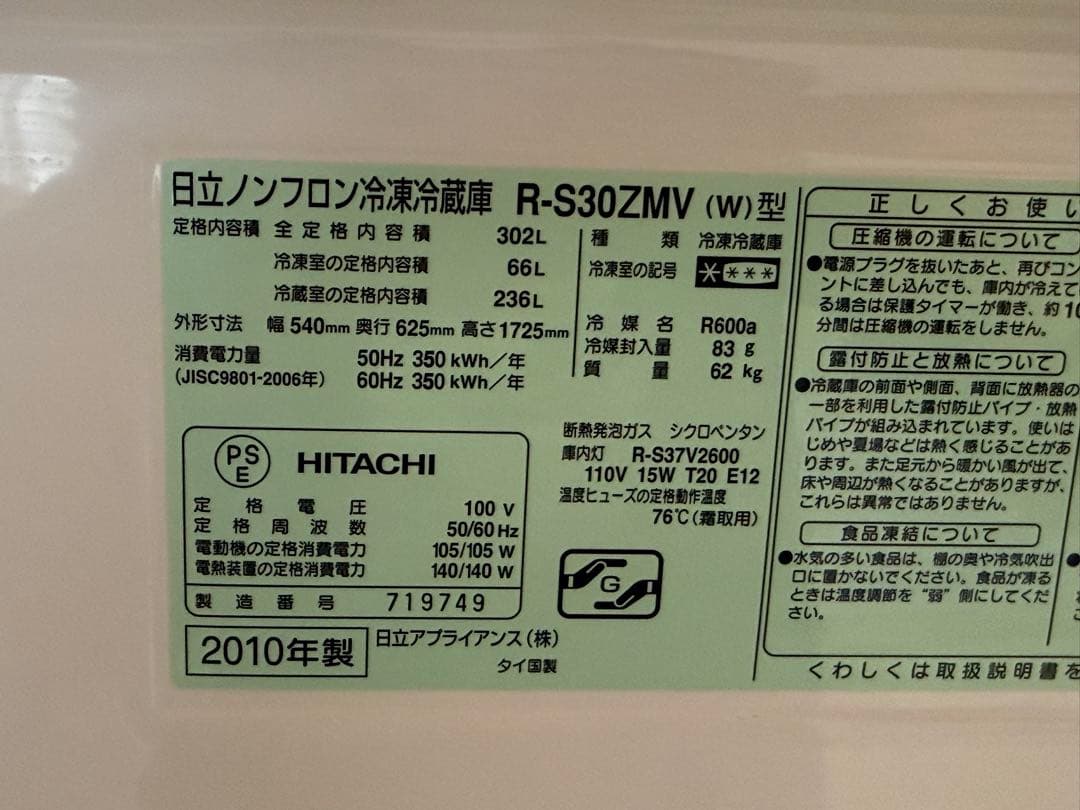 日立ノンフロン冷凍冷蔵庫 R-S30ZMV (W)型
定格内容積 全定格内容積 302L
冷凍室の定格内容積 66L
冷蔵室の定格内容積 236L
外形寸法 幅 540mm 奥行 625mm 高さ 1725mm
消費電力量 50Hz 350 kWh/年
(JISC9801-2006年) 60Hz 350 kWh/年
種類 冷凍冷蔵庫
冷凍室の記号 ****
冷媒名 R600a
冷媒封入量 83 g
質量 62 kg
断熱発泡ガス シクロペンタン
庫内灯 R-S37V2600
110V 15W T20 E12
温度ヒューズの定格動作温度
76℃(霜取用)
PS
E
HITACHI
定格電圧 100 V
定格周波数 50/60 Hz
電動機の定格消費電力 105/105 W
電熱装置の定格消費電力 140/140 W
製造番号 719749
G
2010年製
日立アプライアンス(株)
タイ国製
正しくお使い
圧縮機の運転について
●電源プラグを抜いたあと、再びコン
ントに差し込んでも、庫内が冷えて
る場合は保護タイマーが働き、約10
分間は圧縮機の運転をしません。
露付防止と放熱について
●冷蔵庫の前面や側面、背面に放熱器の
一部を利用した露付防止パイプ・放熱
パイプが組み込まれています。使いは
じめや夏場などは熱く感じることがあ
ります。また足元から暖かい風が出て、
床や周辺が熱くなることがありますが、
これらは異常ではありません。
食品凍結について
●水気の多い食品は、棚の奥や冷気吹出
口に置かないでください。食品が凍る
ときは温度調節を“弱”側にしてくだ
さい。
くわしくは取扱説明書を